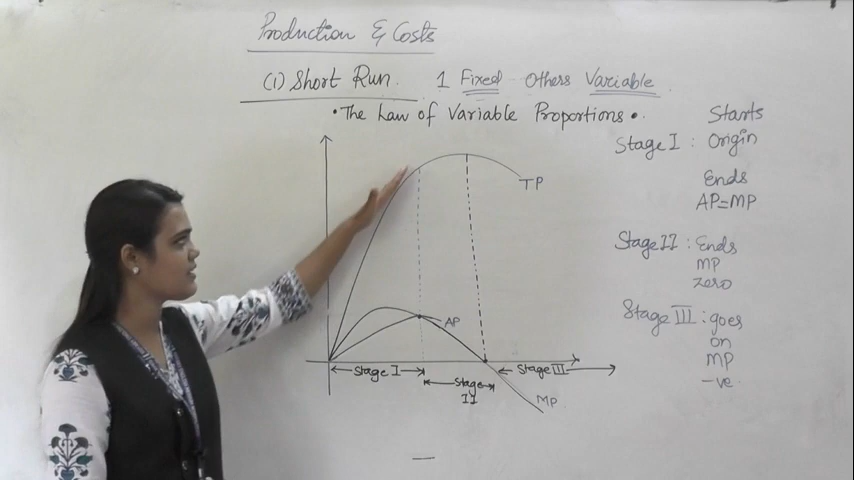 Production & Costs
(1) Short Run. 1 Fixed Others Variable
• The Law of Variable Proportions •
Starts
Stage I : Origin
Ends
AP=MP
Stage II : Ends
MP
zero
Stage III : goes
on
MP
-ve
TP
AP
Stage I
Stage
II
Stage III
MP